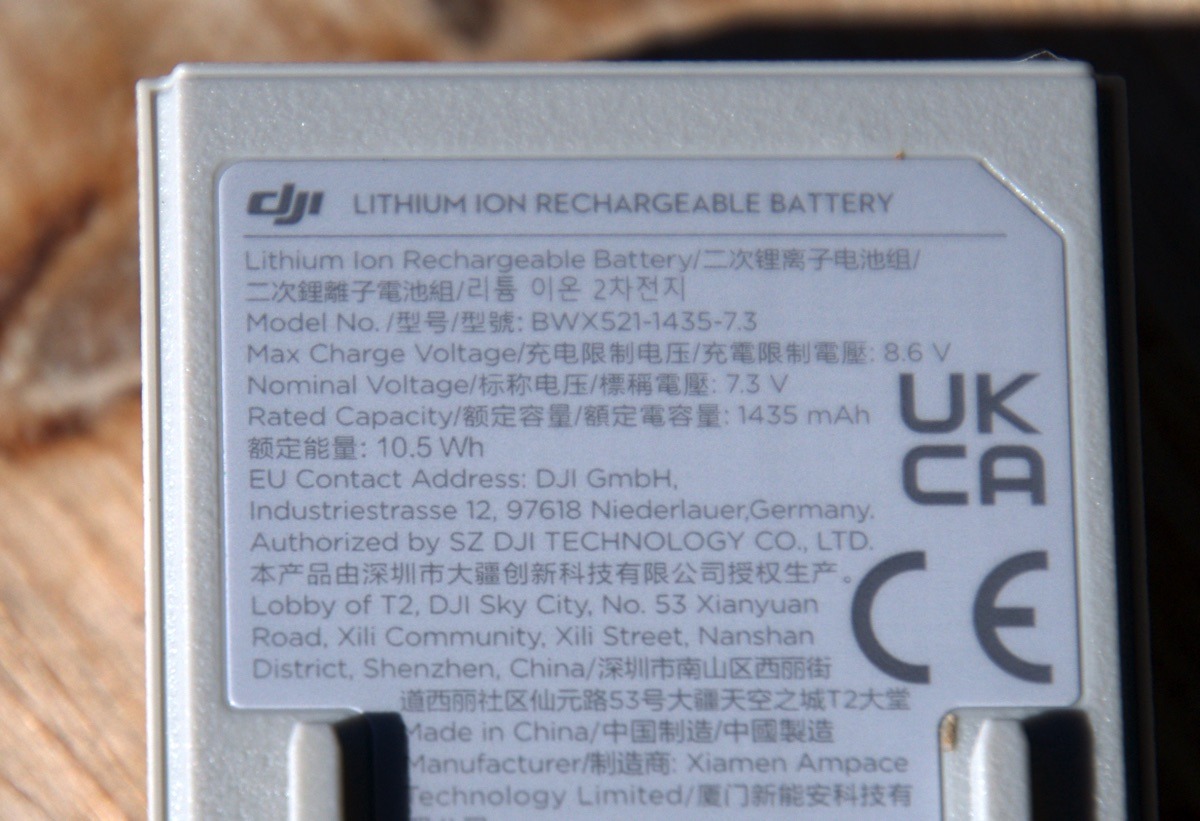 dji LITHIUM ION RECHARGEABLE BATTERY
Lithium Ion Rechargeable Battery/二次锂离子电池组/
二次鋰離子電池組/리튬 이온 2차전지
Model No./型号/型號: BWX521-1435-7.3
Max Charge Voltage/充电限制电压/充電限制電壓: 8.6 V
Nominal Voltage/标称电压/標稱電壓: 7.3 V
Rated Capacity/额定容量/額定電容量: 1435 mAh
额定能量: 10.5 Wh
EU Contact Address: DJI GmbH,
Industriestrasse 12, 97618 Niederlauer,Germany.
Authorized by SZ DJI TECHNOLOGY CO., LTD.
本产品由深圳市大疆创新科技有限公司授权生产。
Lobby of T2, DJI Sky City, No. 53 Xianyuan
Road, Xili Community, Xili Street, Nanshan
District, Shenzhen, China/深圳市南山区西丽街
道西丽社区仙元路53号大疆天空之城T2大堂
Made in China/中国制造/中國製造
Manufacturer/制造商: Xiamen Ampace
Technology Limited/厦门新能安科技有
UK
CA
CE